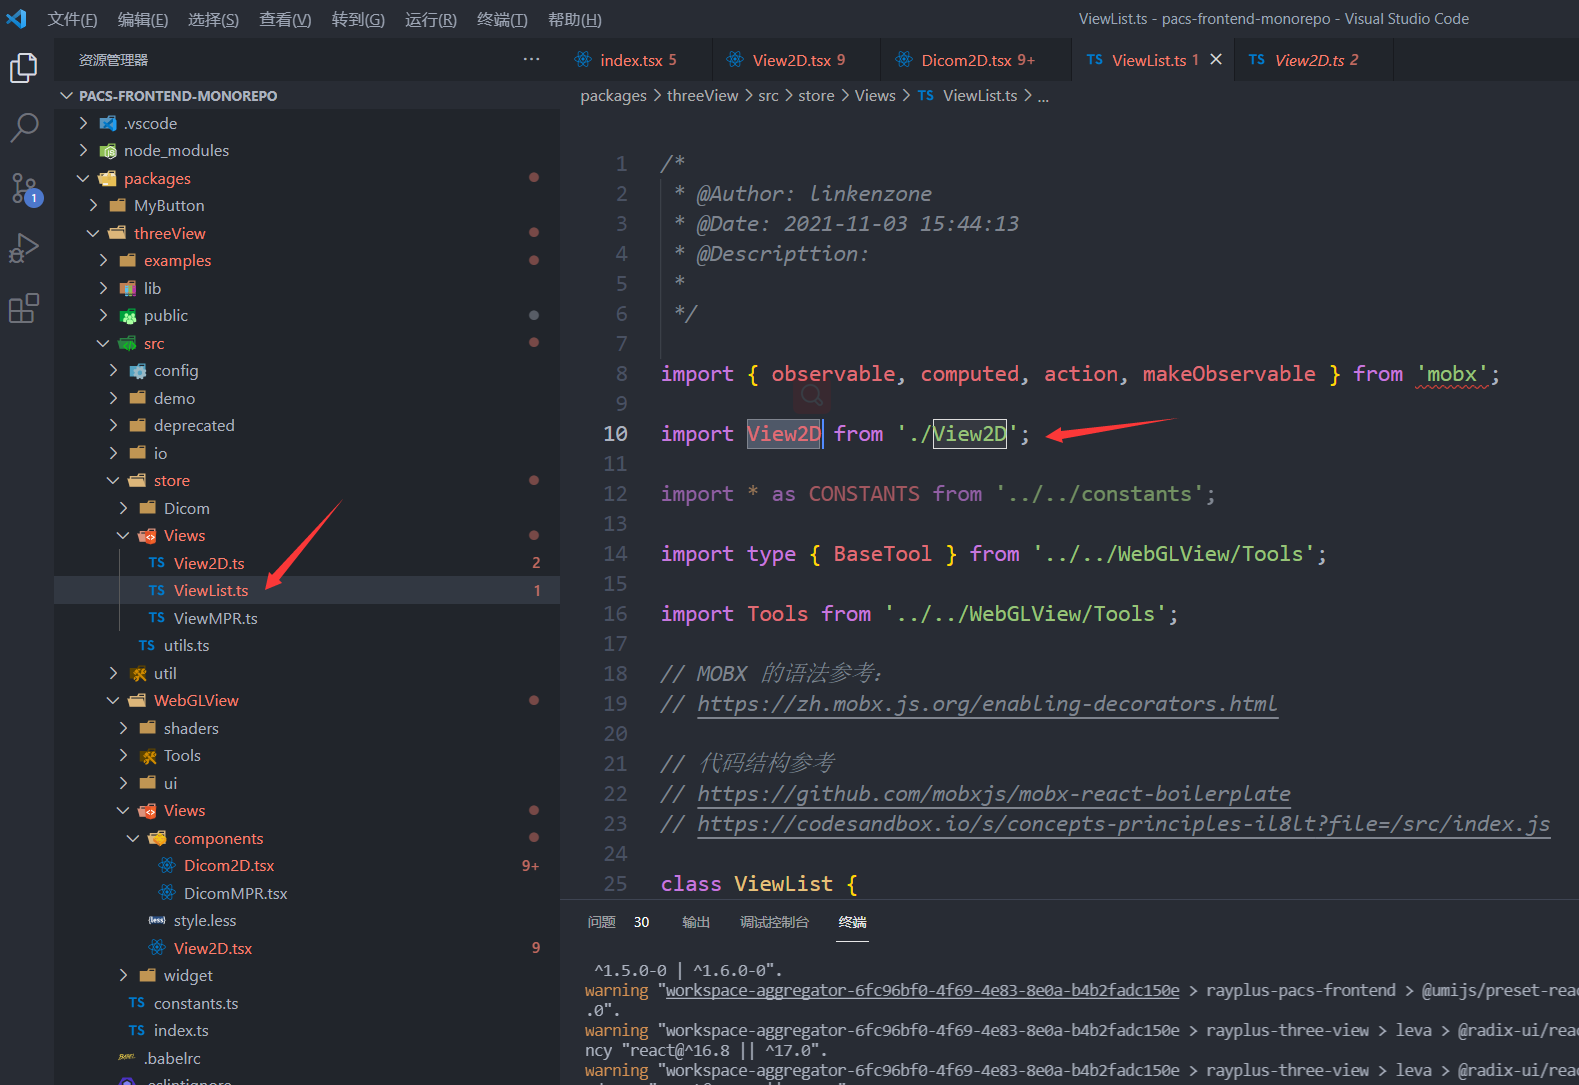 文件(F) 编辑(E) 选择(S) 查看(V) 转到(G) 运行(R) 终端(T) 帮助(H) ViewList.ts - pacs-frontend-monorepo - Visual Studio Code
资源管理器 ...
index.tsx 5 View2D.tsx 9 Dicom2D.tsx 9+ TS ViewList.ts 1 TS View2D.ts 2
packages > threeView > src > store > Views > TS ViewList.ts > ...
PACS-FRONTEND-MONOREPO
.vscode
node_modules
packages
MyButton
threeView
examples
lib
public
src
config
demo
deprecated
io
store
Dicom
Views
TS View2D.ts 2
TS ViewList.ts 1
TS ViewMPR.ts
TS utils.ts
util
WebGLView
shaders
Tools
ui
Views
components
Dicom2D.tsx 9+
DicomMPR.tsx
{less} style.less
View2D.tsx 9
widget
TS constants.ts
TS index.ts
BABEL .babelrc
.eslintignore
1
1 /*
2  * @Author: linkenzone
3  * @Date: 2021-11-03 15:44:13
4  * @Descripttion:
5  *
6  */
7
8 import { observable, computed, action, makeObservable } from 'mobx';
9
10 import View2D from './View2D';
11
12 import * as CONSTANTS from '../../constants';
13
14 import type { BaseTool } from '../../WebGLView/Tools';
15
16 import Tools from '../../WebGLView/Tools';
17
18 // MOBX 的语法参考:
19 // https://zh.mobx.js.org/enabling-decorators.html
20
21 // 代码结构参考
22 // https://github.com/mobxjs/mobx-react-boilerplate
23 // https://codesandbox.io/s/concepts-principles-il8lt?file=/src/index.js
24
25 class ViewList {
问题 30 输出 调试控制台 终端
^1.5.0-0 | ^1.6.0-0".
warning "workspace-aggregator-6fc96bf0-4f69-4e83-8e0a-b4b2fadc150e > rayplus-pacs-frontend > @umijs/preset-reac
.0".
warning "workspace-aggregator-6fc96bf0-4f69-4e83-8e0a-b4b2fadc150e > rayplus-three-view > leva > @radix-ui/reac
ncy "react@^16.8 || ^17.0".
warning "workspace-aggregator-6fc96bf0-4f69-4e83-8e0a-b4b2fadc150e > rayplus-three-view > leva > @radix-ui/reac